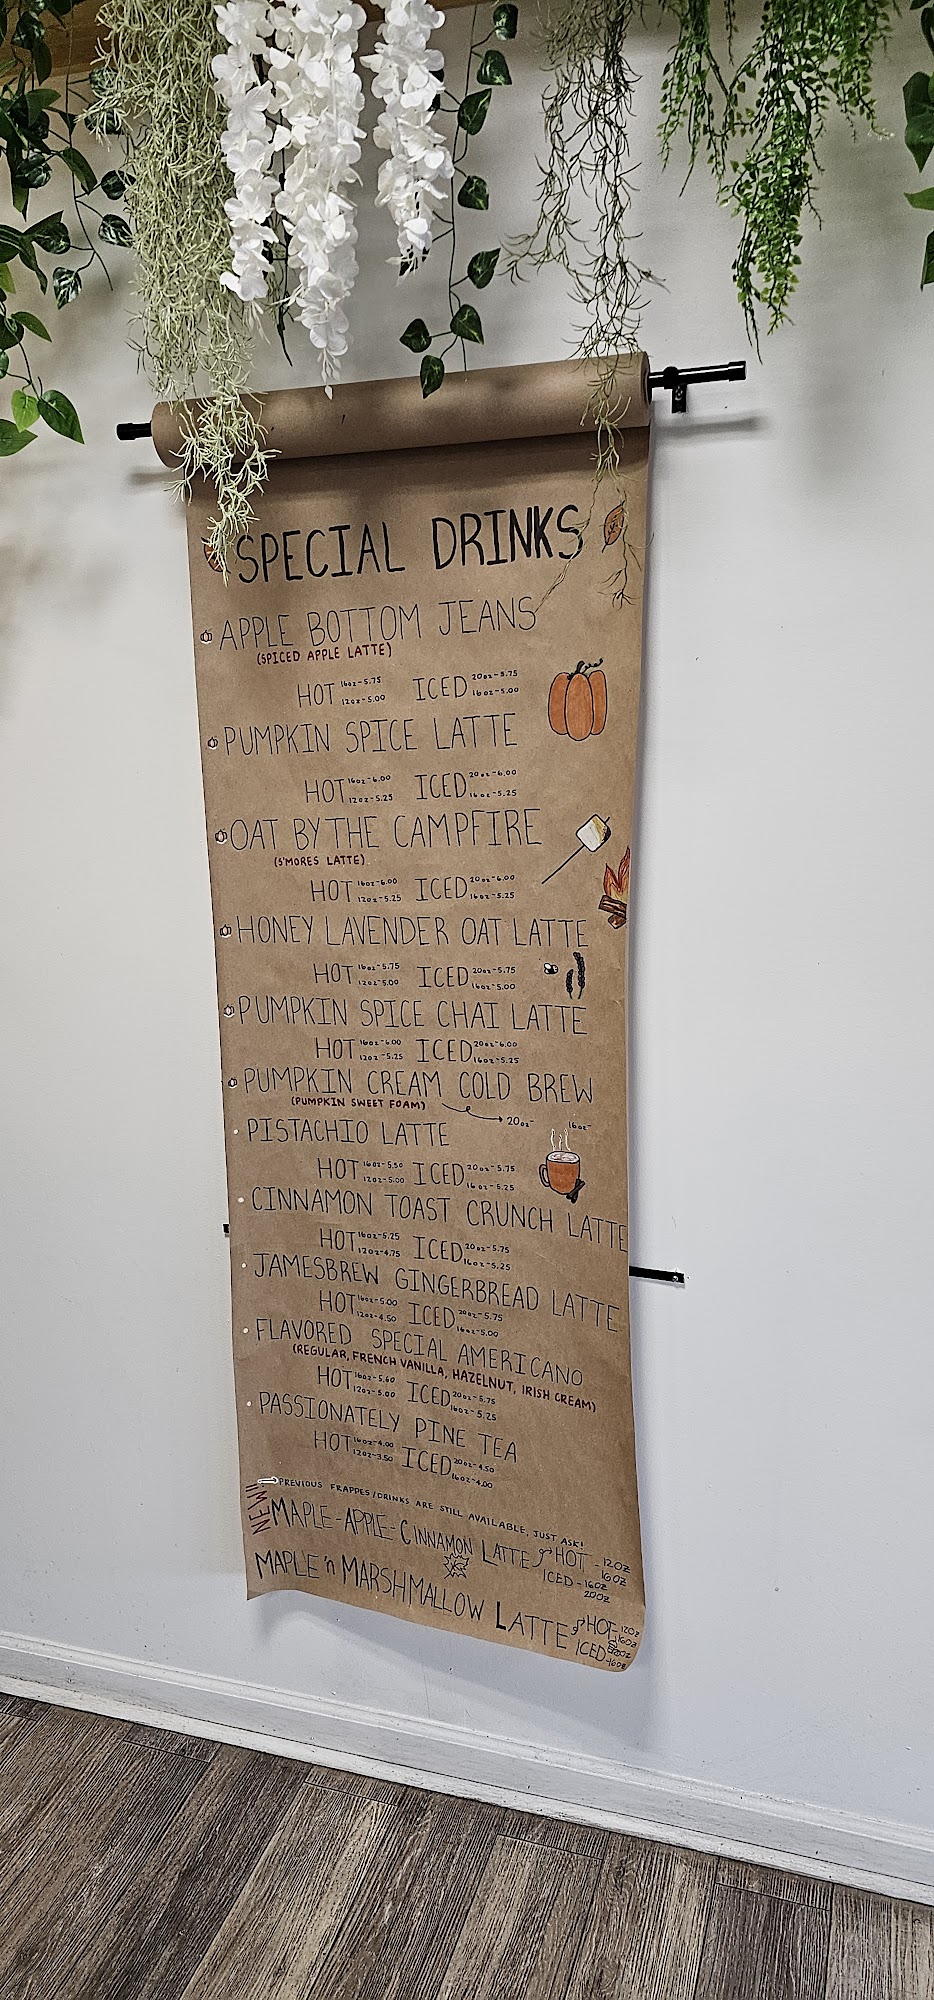 SPECIAL DRINKS
APPLE BOTTOM JEANS
(SPICED APPLE LATTE)
HOT 16oz-5.75 ICED 20oz-5.75
12oz-5.00 16oz-5.00
PUMPKIN SPICE LATTE
HOT 16oz-6.00 ICED 20oz-6.00
12oz-5.25 16oz-5.25
OAT BY THE CAMPFIRE
(S'MORES LATTE)
HOT 16oz-6.00 ICED 20oz-6.00
12oz-5.25 16oz-5.25
HONEY LAVENDER OAT LATTE
HOT 16oz-5.75 ICED 20oz-5.75
12oz-5.00 16oz-5.00
PUMPKIN SPICE CHAI LATTE
HOT 16oz-6.00 ICED 20oz-6.00
12oz-5.25 16oz-5.25
PUMPKIN CREAM COLD BREW
(PUMPKIN SWEET FOAM) 20oz- 16oz-
PISTACHIO LATTE
HOT 16oz-5.50 ICED 20oz-5.75
12oz-5.00 16oz-5.25
CINNAMON TOAST CRUNCH LATTE
HOT 16oz-5.25 ICED 20oz-5.75
12oz-4.75 16oz-5.25
JAMESBREW GINGERBREAD LATTE
HOT 16oz-5.00 ICED 20oz-5.75
12oz-4.50 16oz-5.00
FLAVORED SPECIAL AMERICANO
(REGULAR, FRENCH VANILLA, HAZELNUT, IRISH CREAM)
HOT 16oz-5.60 ICED 20oz-5.75
12oz-5.00 16oz-5.25
PASSIONATELY PINE TEA
HOT 16oz-4.00 ICED 20oz-4.50
12oz-3.50 16oz-4.00
PREVIOUS FRAPPES/DRINKS ARE STILL AVAILABLE, JUST ASK!
NEW!!
MAPLE-APPLE-CINNAMON LATTE HOT - 12OZ
16OZ
ICED - 16OZ
20OZ
MAPLE 'n MARSHMALLOW LATTE HOT- 12Oz
16Oz
ICED-16Oz